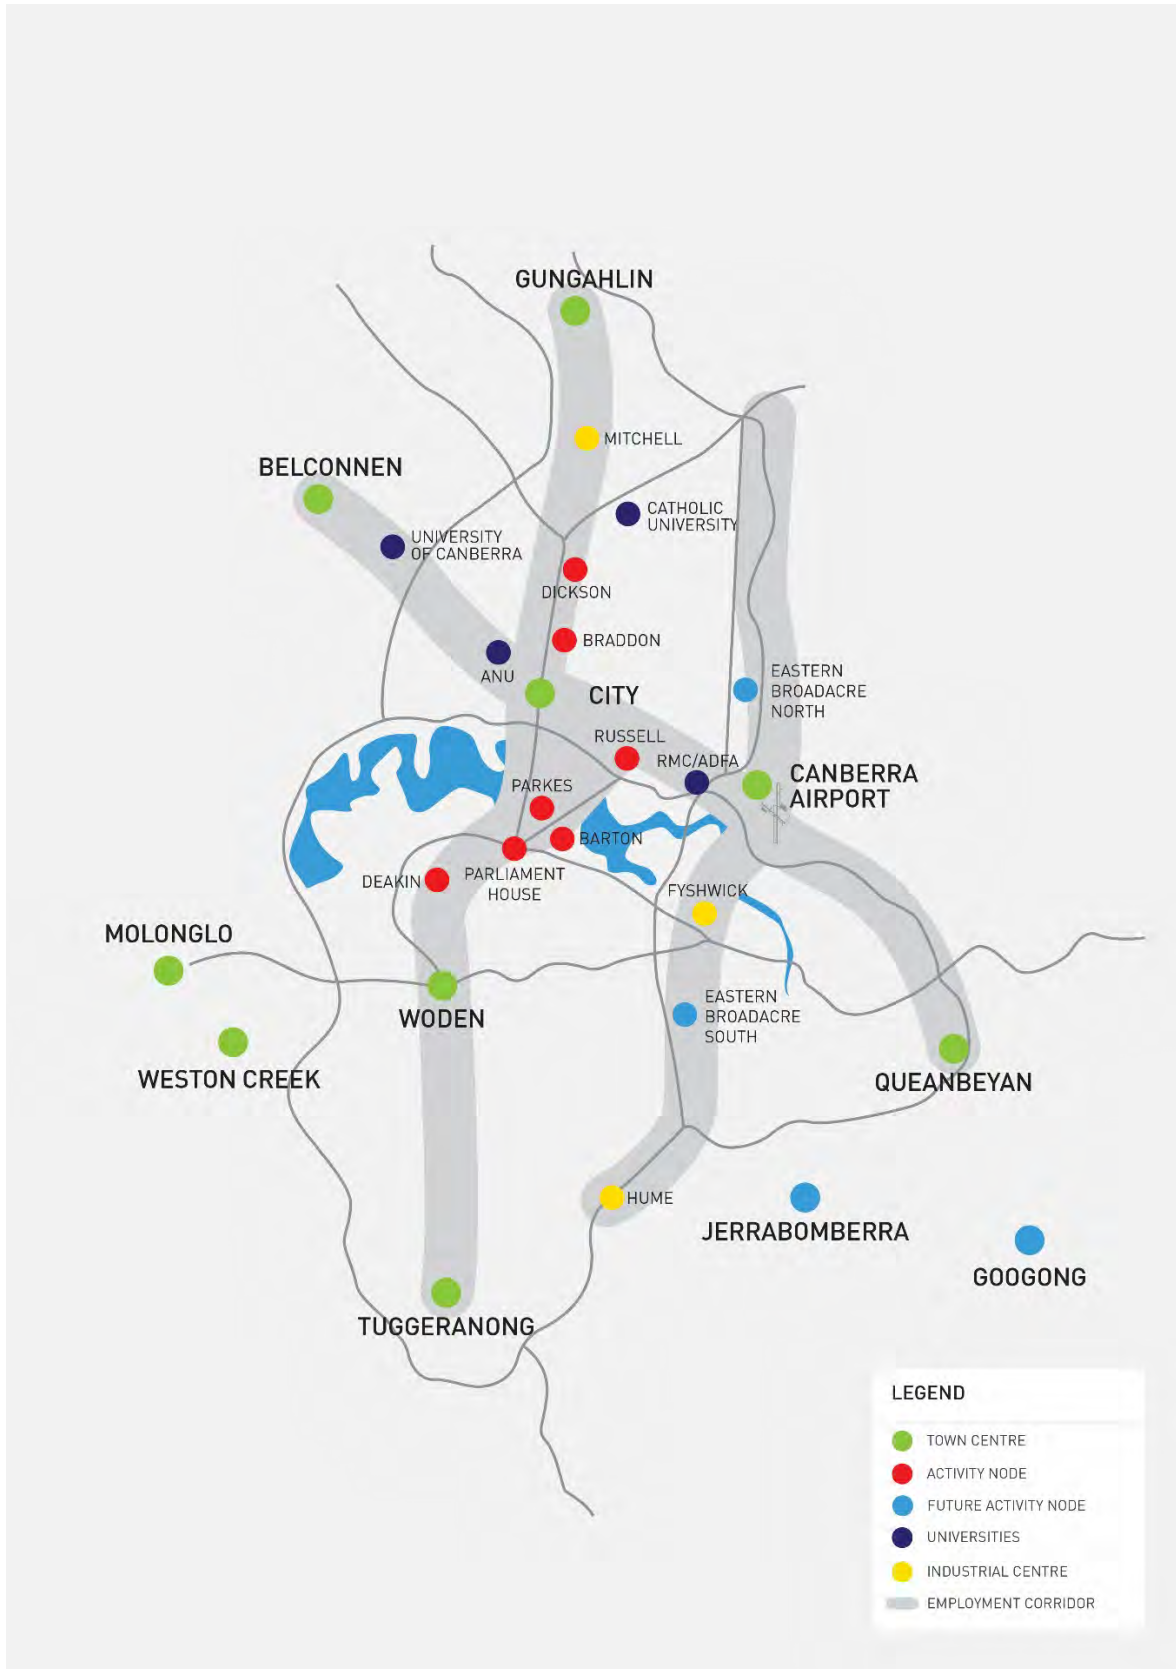 GUNGAHLIN
MITCHELL
BELCONNEN
CATHOLIC
UNIVERSITY
UNIVERSITY
OF CANBERRA
DICKSON
BRADDON
ANU
CITY
EASTERN
BROADACRE
NORTH
RUSSELL
RMC/ADFA
CANBERRA
AIRPORT
PARKES
BARTON
PARLIAMENT
HOUSE
DEAKIN
FYSHWICK
MOLONGLO
WODEN
EASTERN
BROADACRE
SOUTH
WESTON CREEK
QUEANBEYAN
HUME
JERRABOMBERRA
GOOGONG
TUGGERANONG
LEGEND
TOWN CENTRE
ACTIVITY NODE
FUTURE ACTIVITY NODE
UNIVERSITIES
INDUSTRIAL CENTRE
EMPLOYMENT CORRIDOR